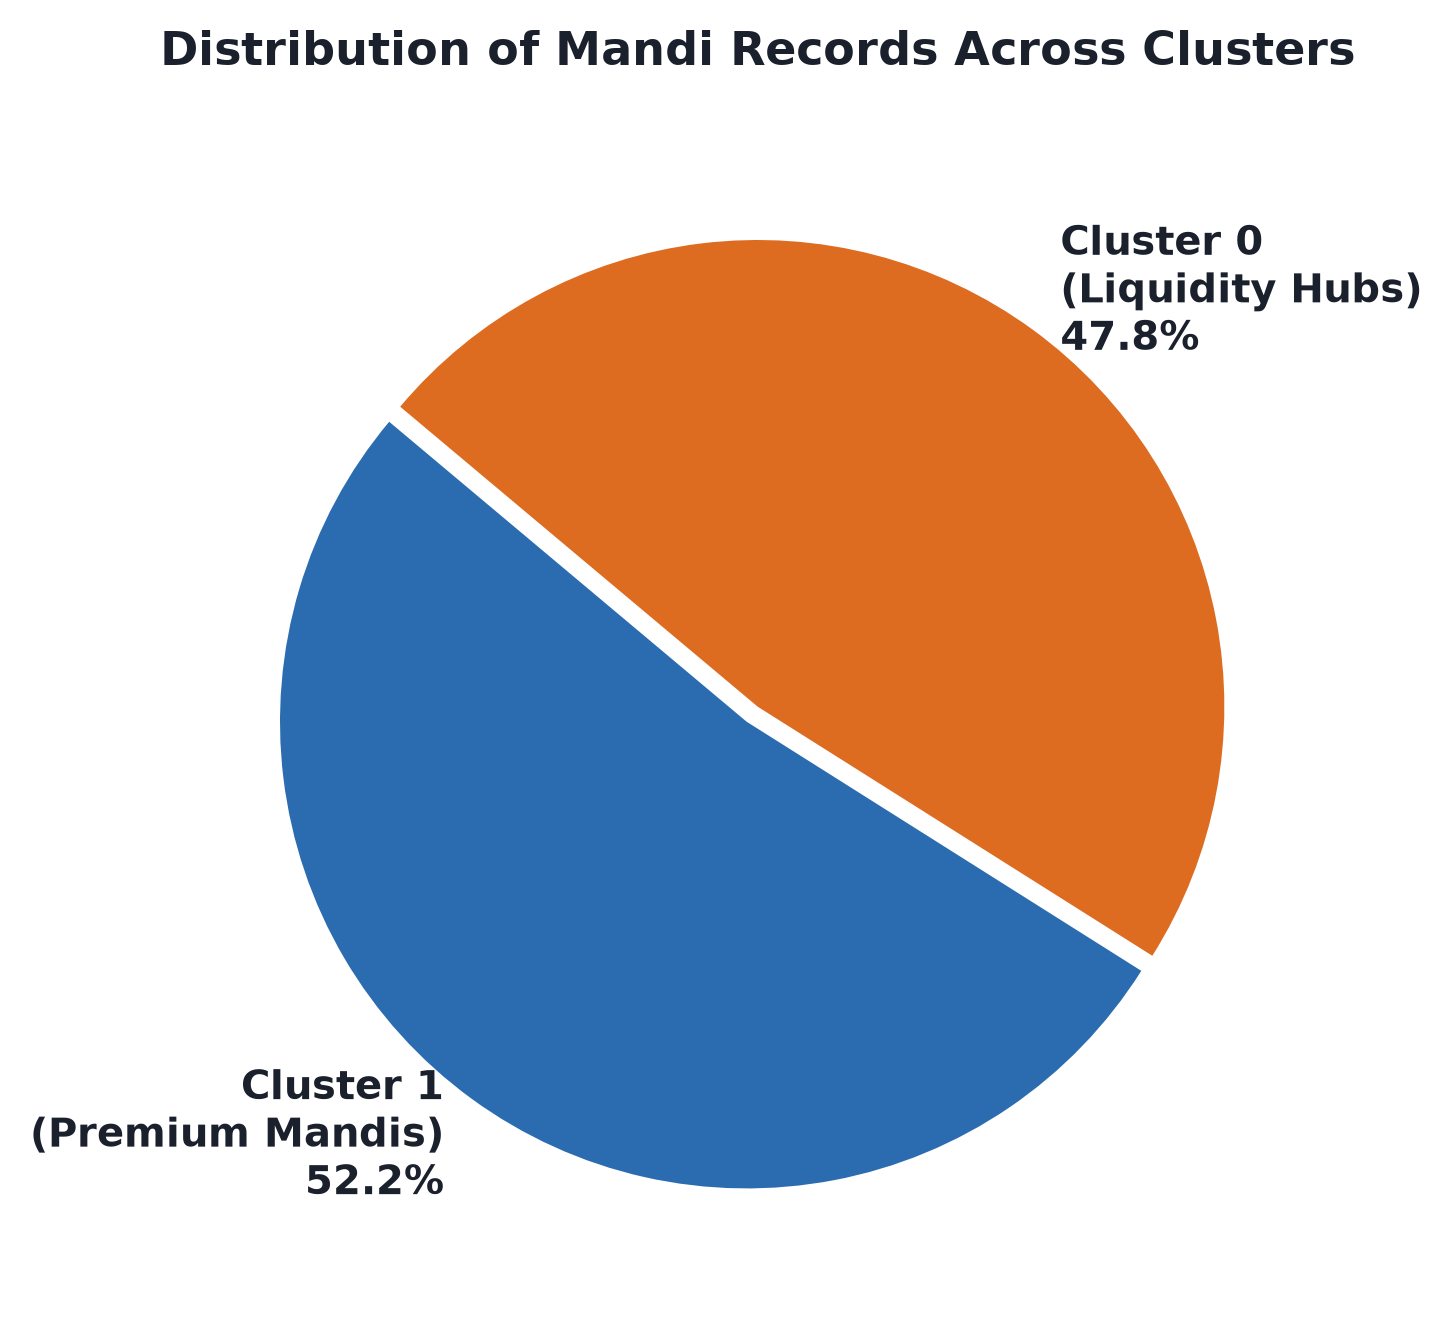 Distribution of Mandi Records Across Clusters
Cluster 0
(Liquidity Hubs)
47.8%
Cluster 1
(Premium Mandis)
52.2%